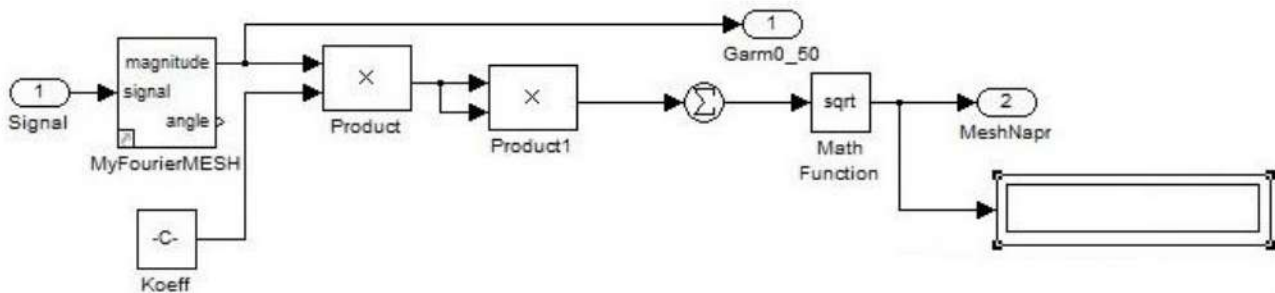 1
Garm0_50
magnitude
signal
angle
1
Signal
MyFourierMESH
×
Product
×
Product1
Σ
sqrt
Math
Function
2
MeshNapr
-C-
Koeff